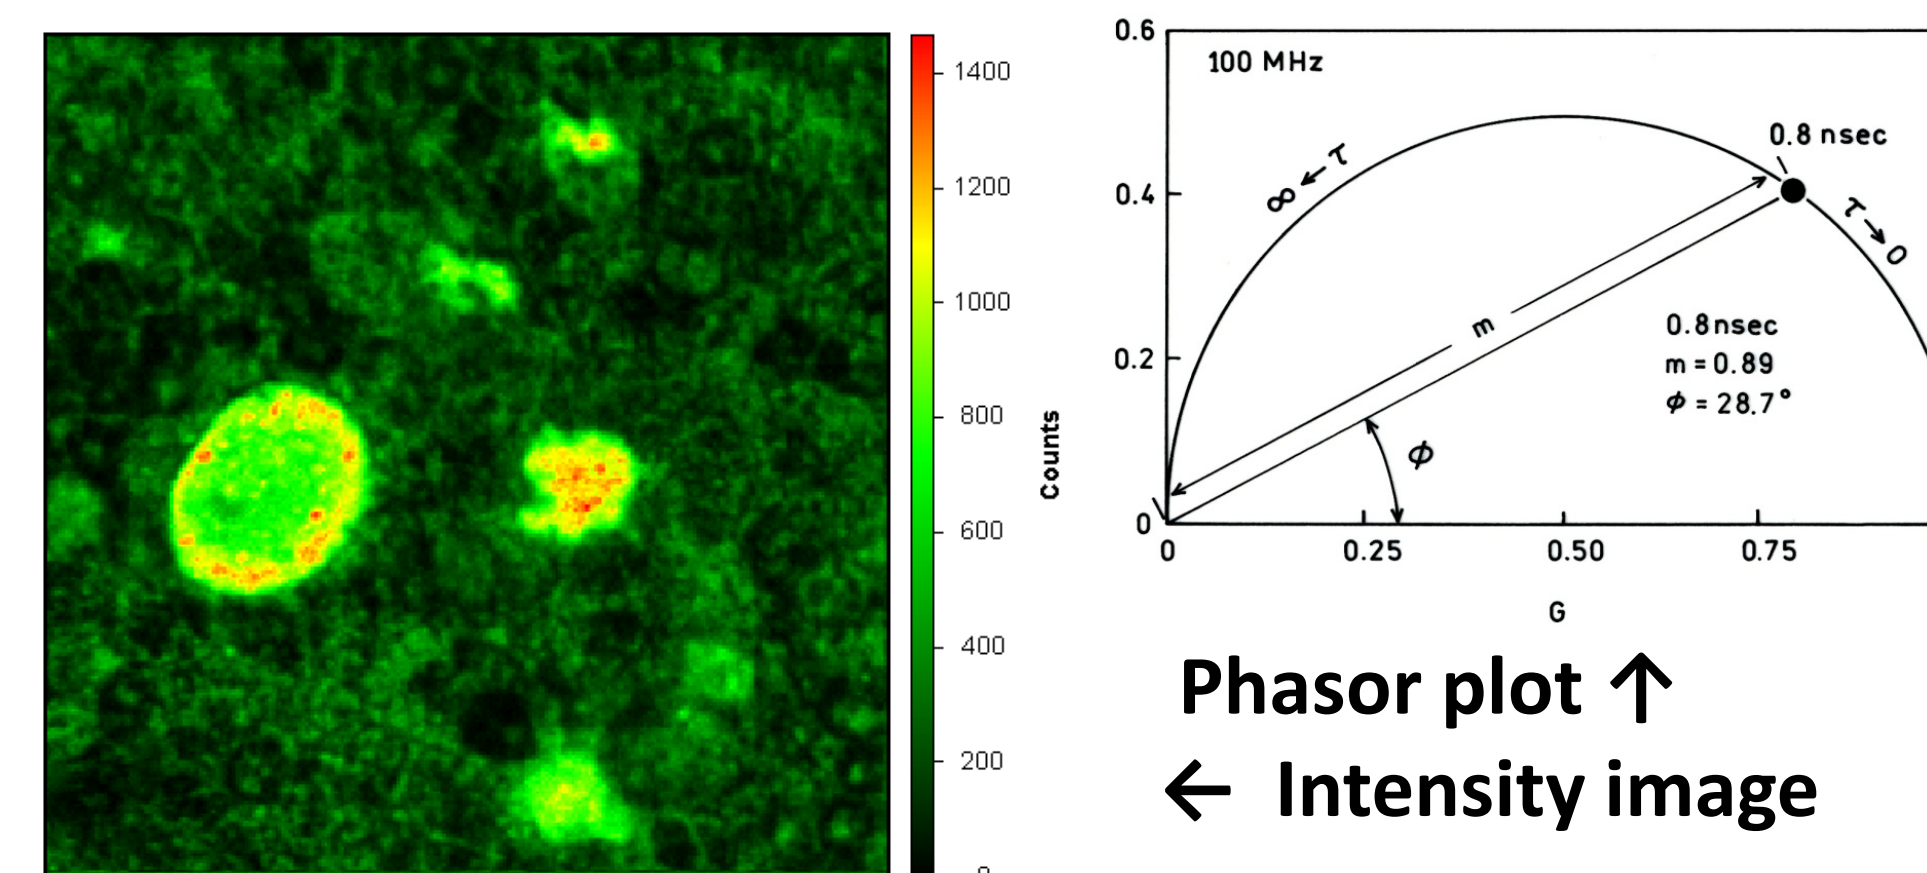 1400
1200
1000
800
600
400
200
Counts
0.6
0.4
0.2
0
100 MHz
∞ ← τ
0.8 nsec
τ → 0
m
0.8nsec
m = 0.89
ϕ = 28.7°
ϕ
0 0.25 0.50 0.75
G
Phasor plot ↑
← Intensity image